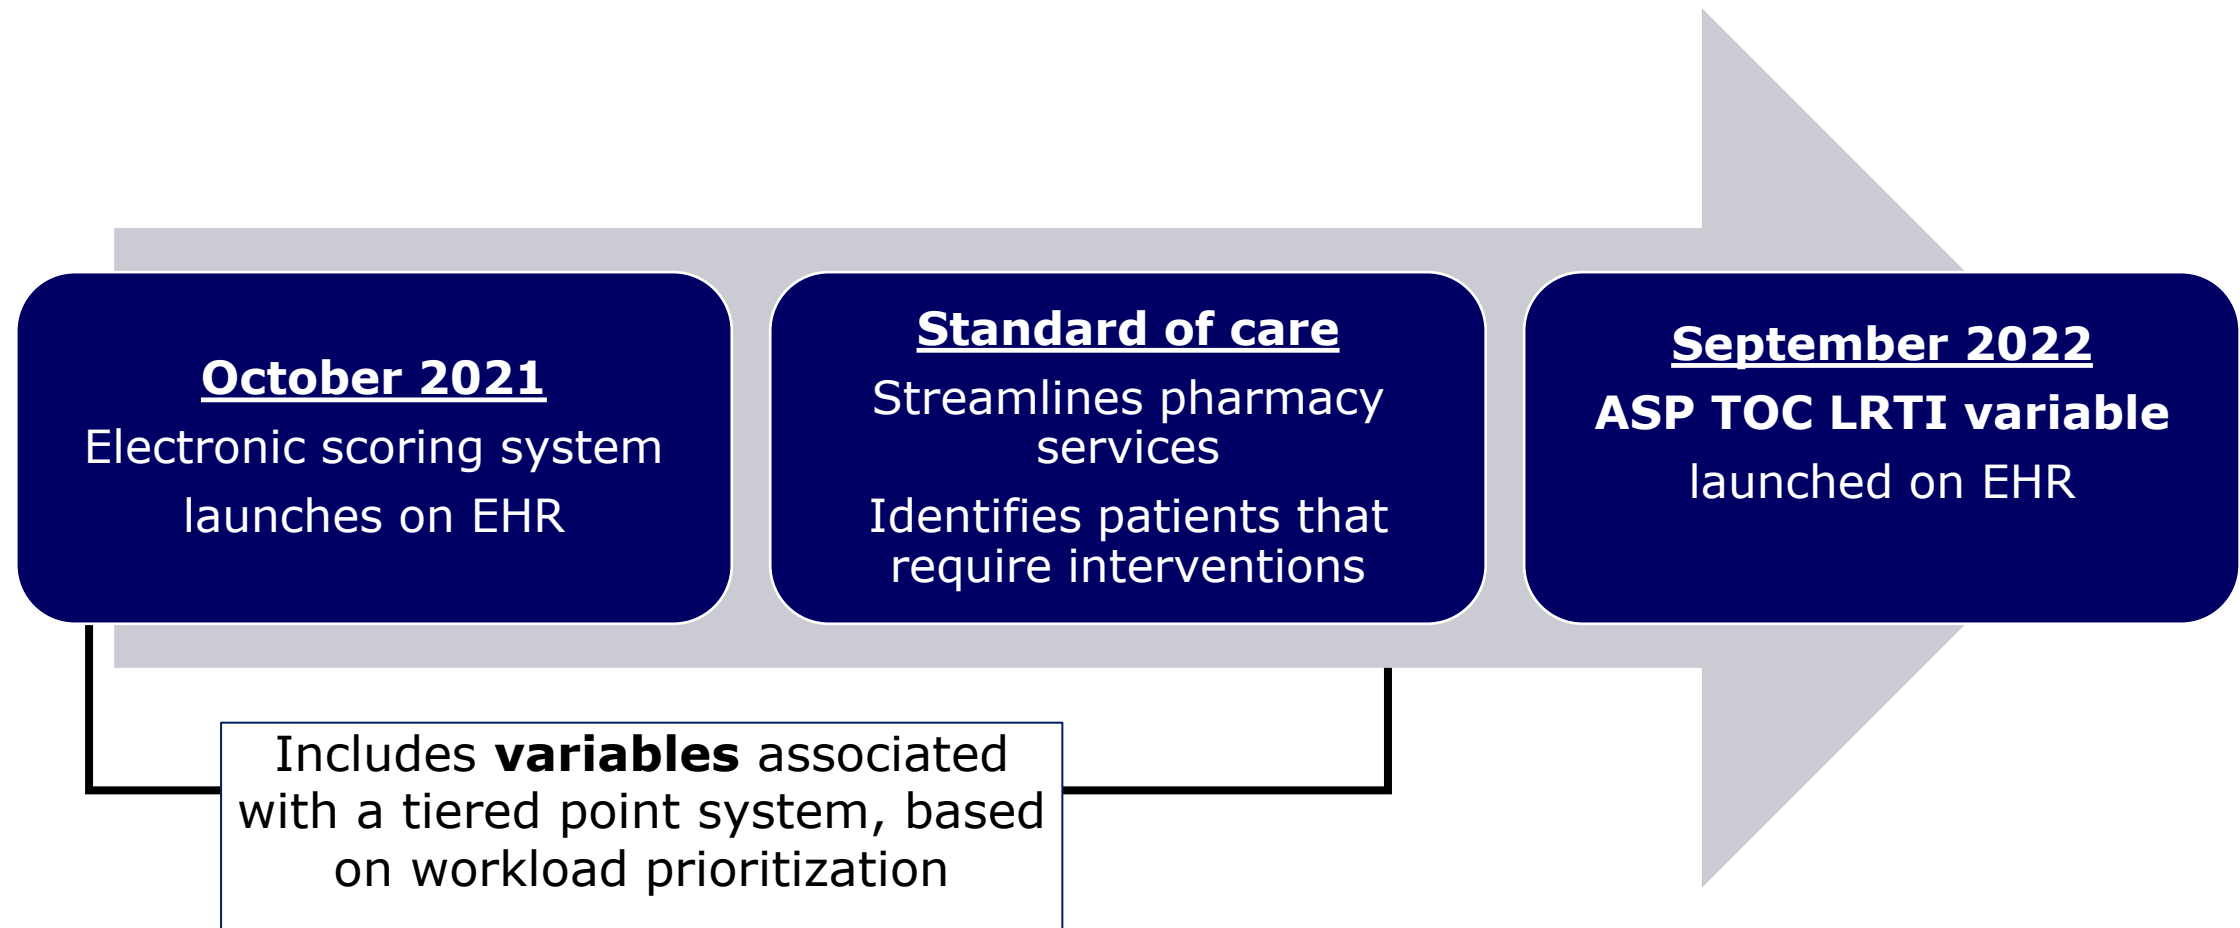 October 2021
Electronic scoring system
launches on EHR
Standard of care
Streamlines pharmacy
services
Identifies patients that
require interventions
September 2022
ASP TOC LRTI variable
launched on EHR
Includes variables associated
with a tiered point system, based
on workload prioritization